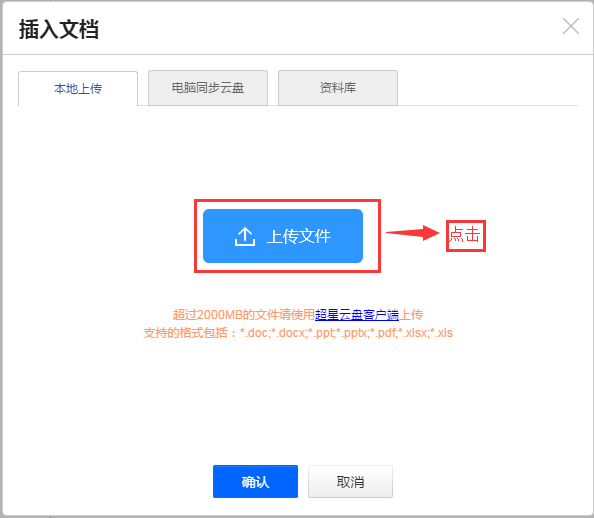 插入文档
本地上传 电脑同步云盘 资料库
上传文件 点击
超过2000MB的文件请使用超星云盘客户端上传
支持的格式包括：*.doc;*.docx;*.ppt;*.pptx;*.pdf;*.xlsx;*.xls
确认 取消